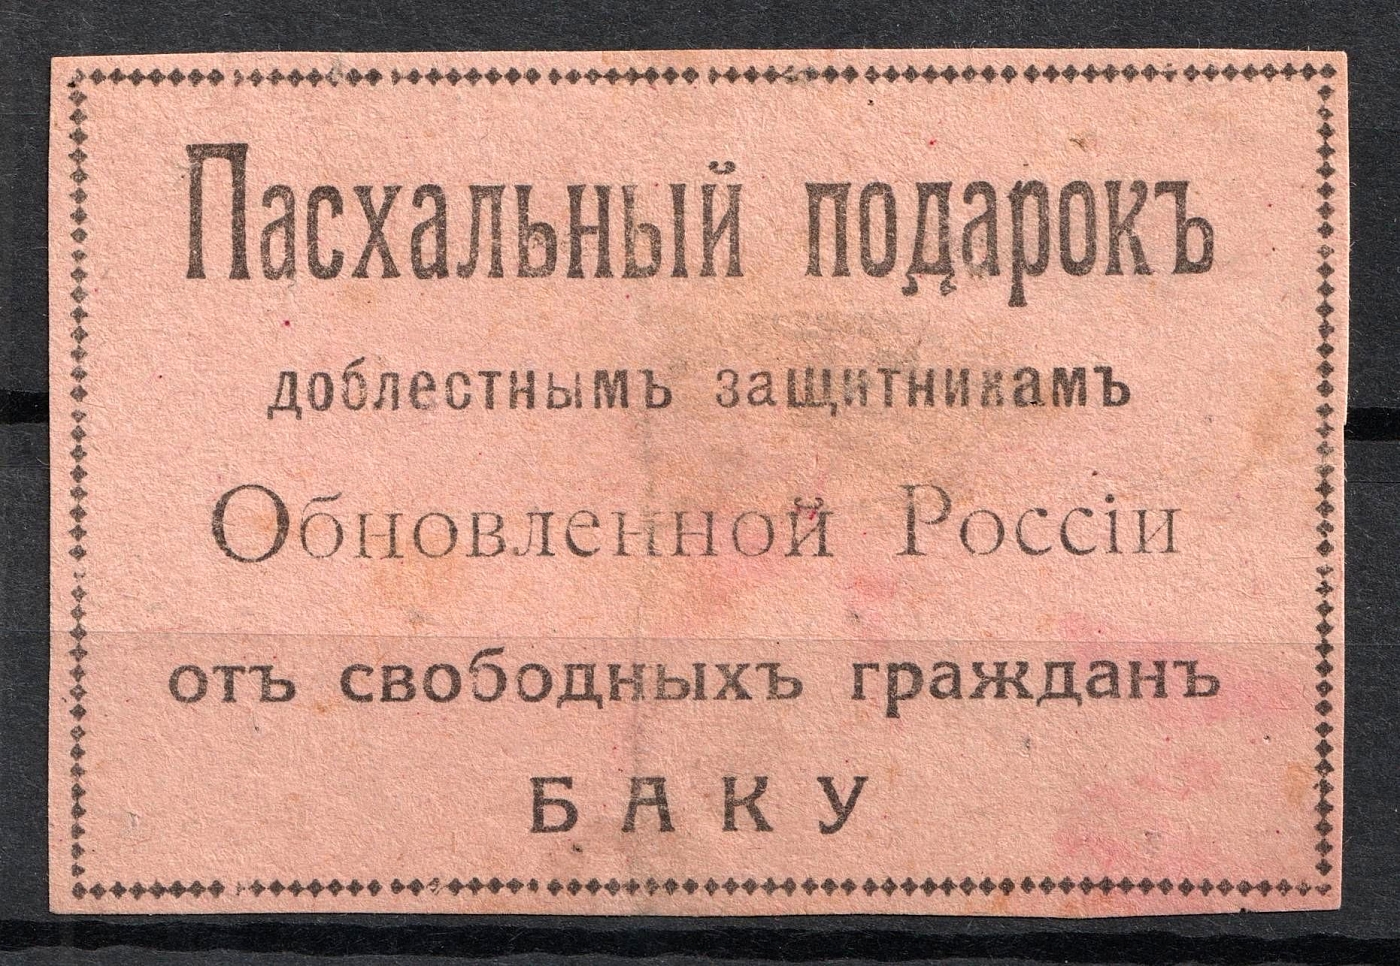 Пасхальный подарокъ
доблестнымъ защитникамъ
Обновленной Россіи
отъ свободныхъ гражданъ
БАКУ